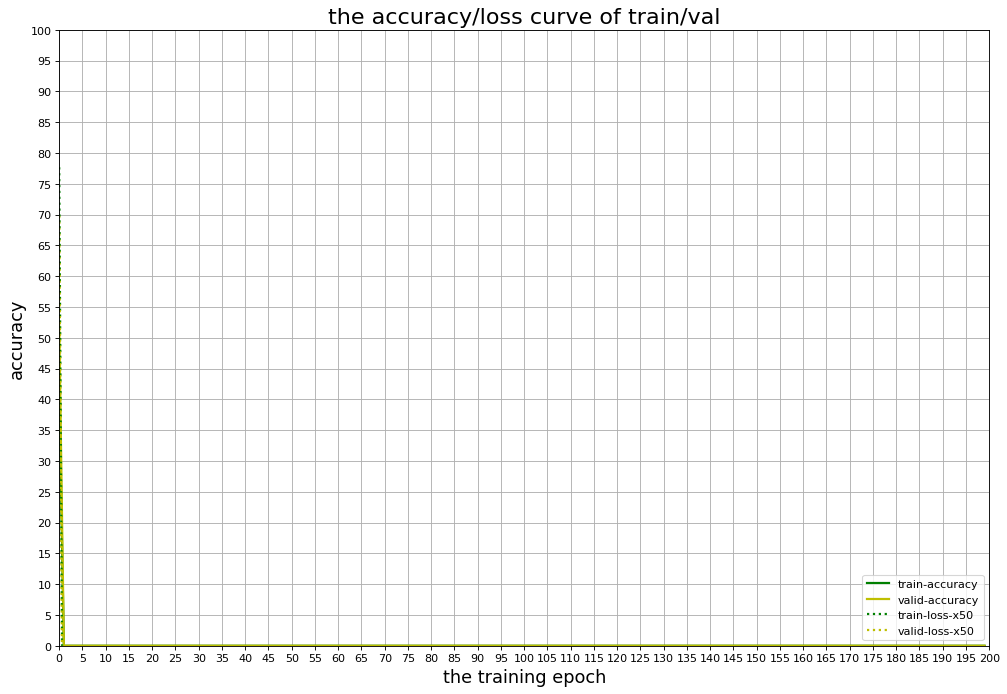 the accuracy/loss curve of train/val
100
95
90
85
80
75
70
65
60
55
50
45
40
35
30
25
20
15
10
5
0
accuracy
train-accuracy
valid-accuracy
train-loss-x50
valid-loss-x50
0 5 10 15 20 25 30 35 40 45 50 55 60 65 70 75 80 85 90 95 100 105 110 115 120 125 130 135 140 145 150 155 160 165 170 175 180 185 190 195 200
the training epoch